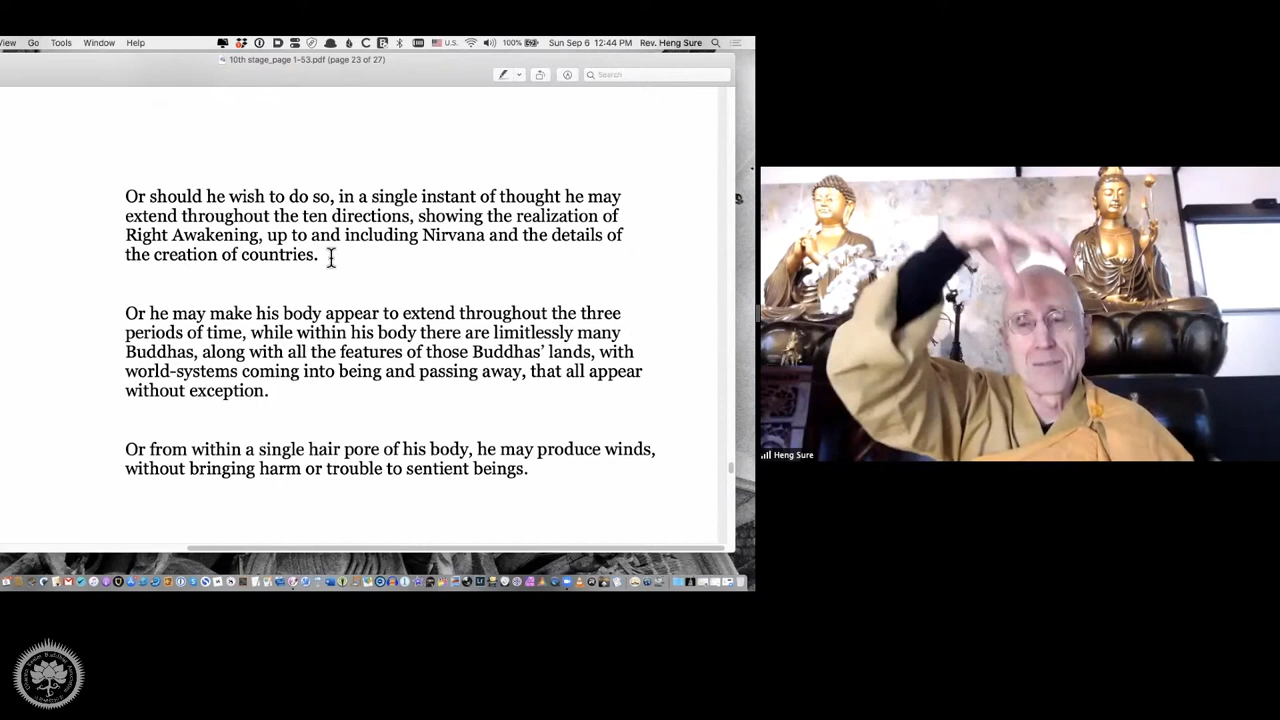 View Go Tools Window Help U.S. 100% Sun Sep 6 12:44 PM Rev. Heng Sure
10th stage_page 1-53.pdf (page 23 of 27)
Search
Or should he wish to do so, in a single instant of thought he may
extend throughout the ten directions, showing the realization of
Right Awakening, up to and including Nirvana and the details of
the creation of countries.
Or he may make his body appear to extend throughout the three
periods of time, while within his body there are limitlessly many
Buddhas, along with all the features of those Buddhas’ lands, with
world-systems coming into being and passing away, that all appear
without exception.
Or from within a single hair pore of his body, he may produce winds,
without bringing harm or trouble to sentient beings.
Heng Sure